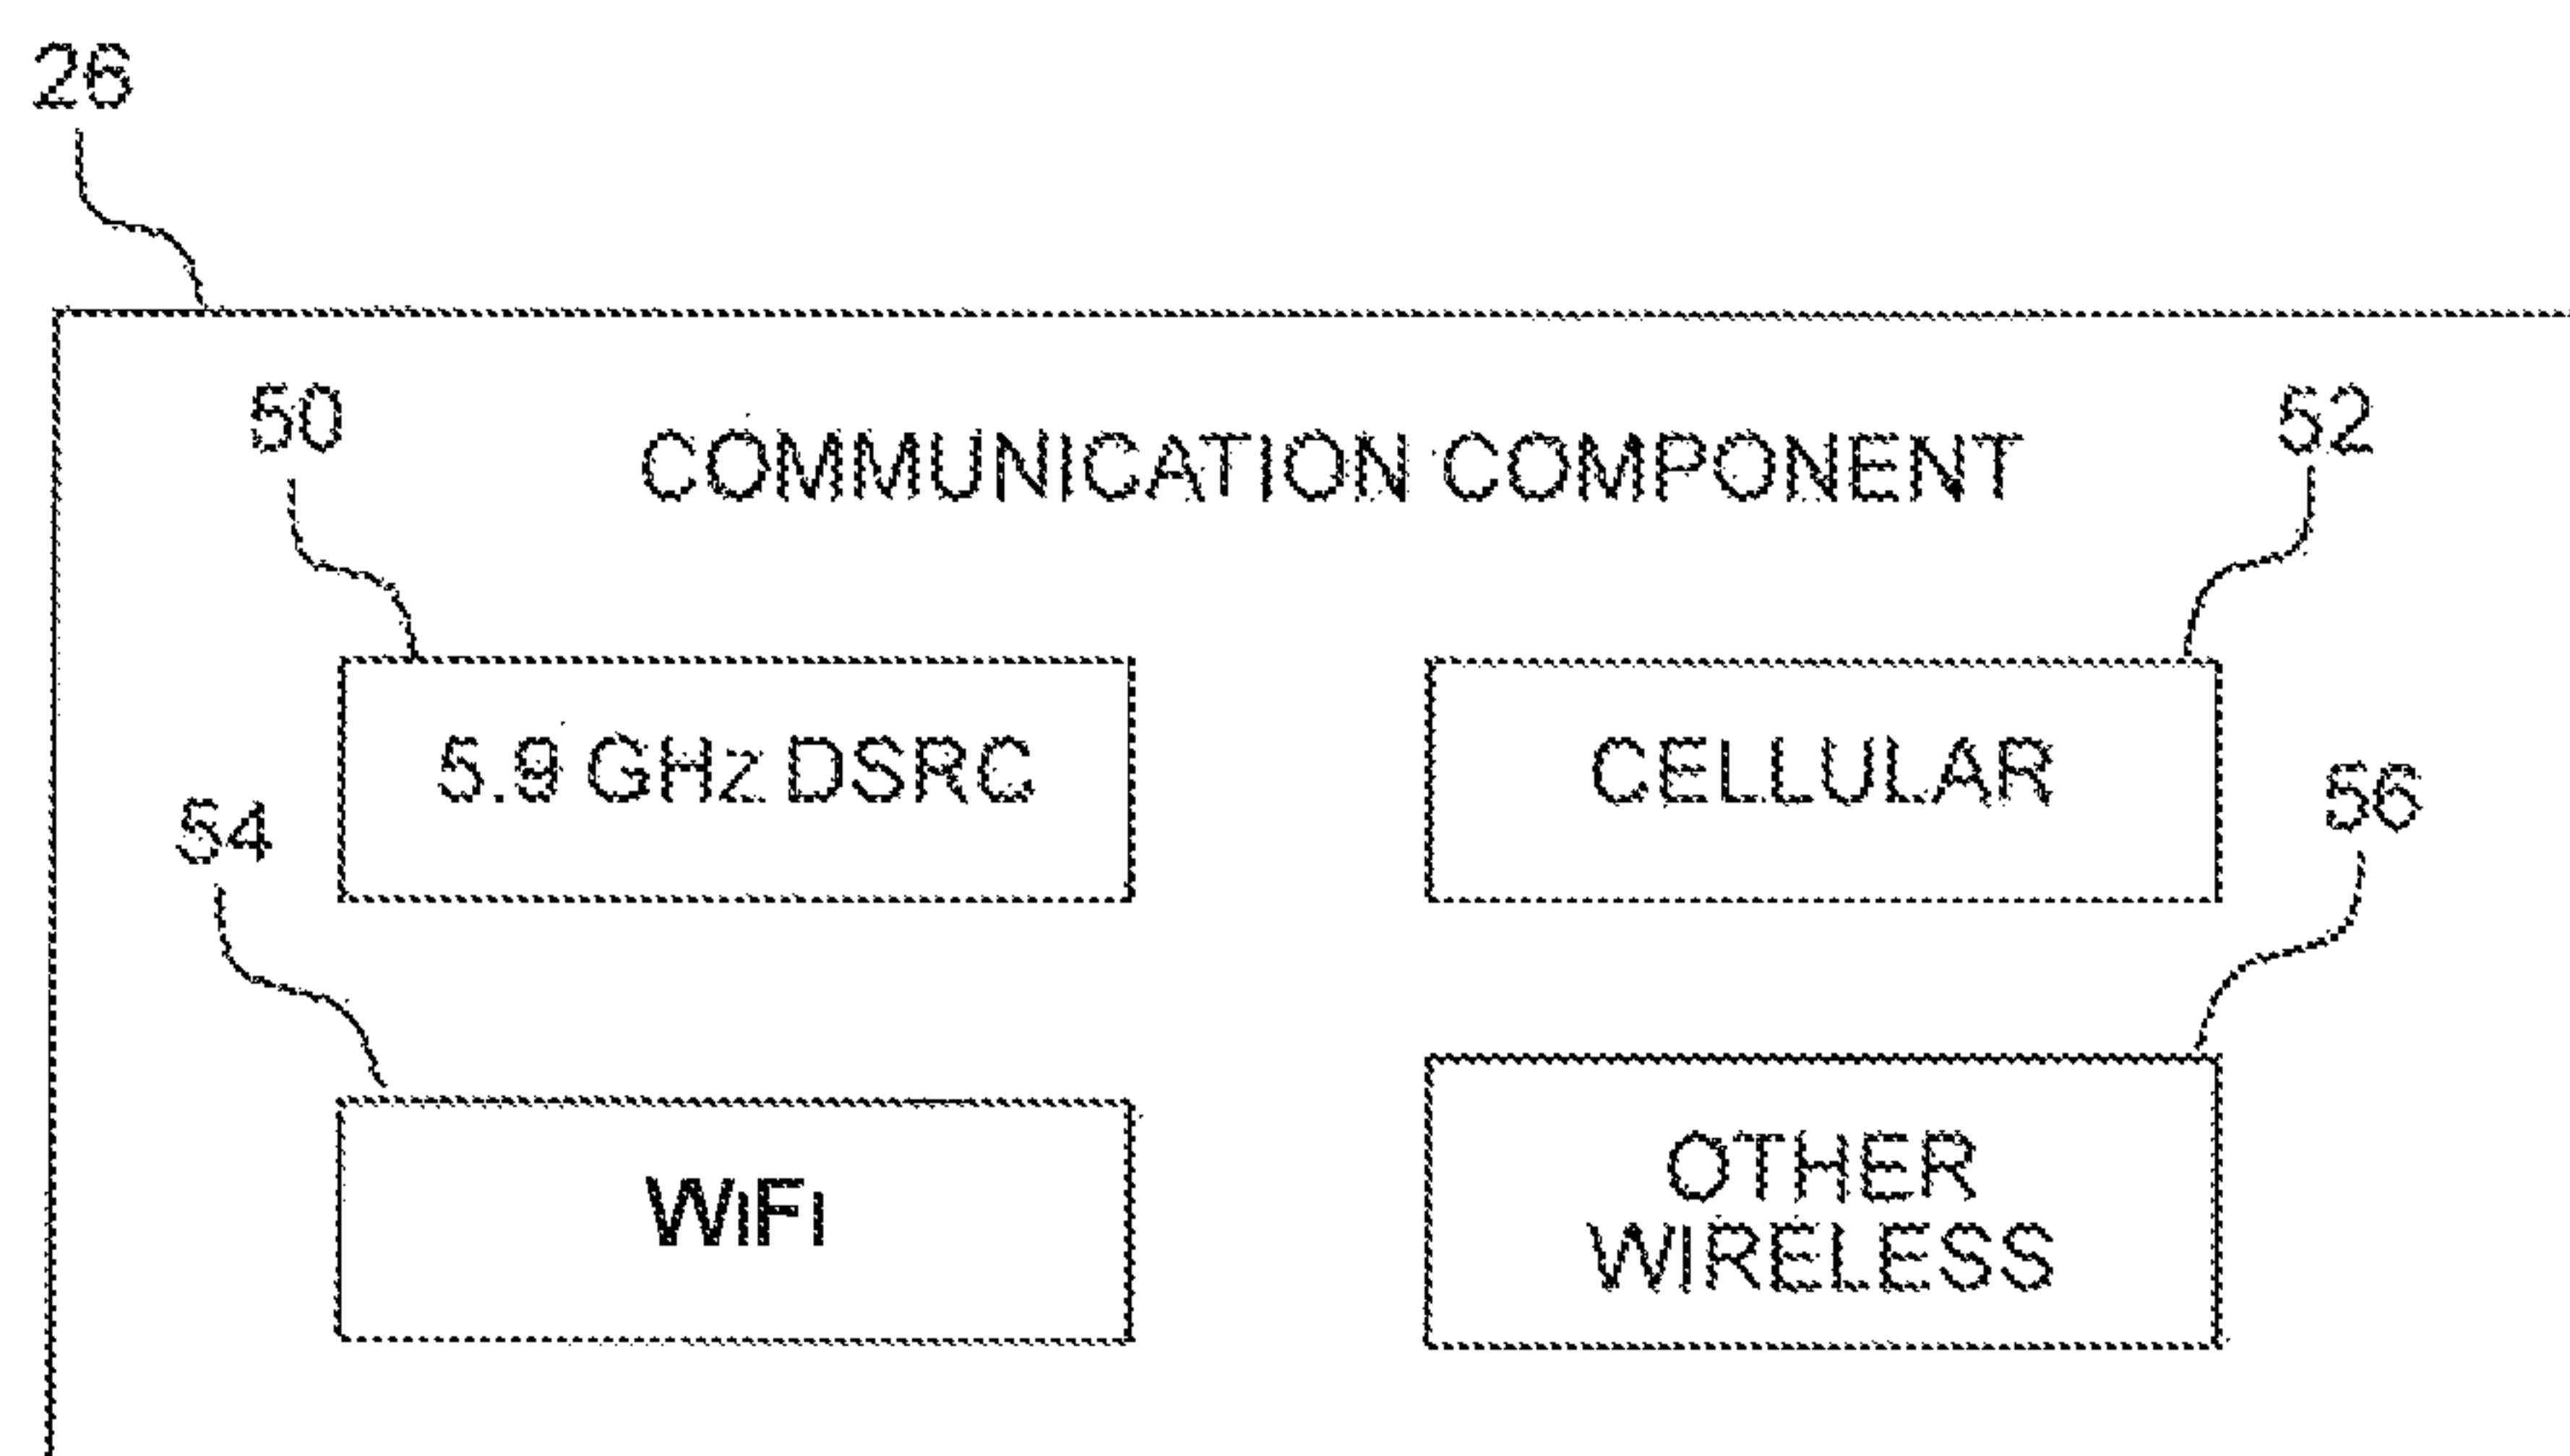 26
50
COMMUNICATION COMPONENT
52
5.9 GHz DSRC
CELLULAR
54
56
WiFi
OTHER
WIRELESS